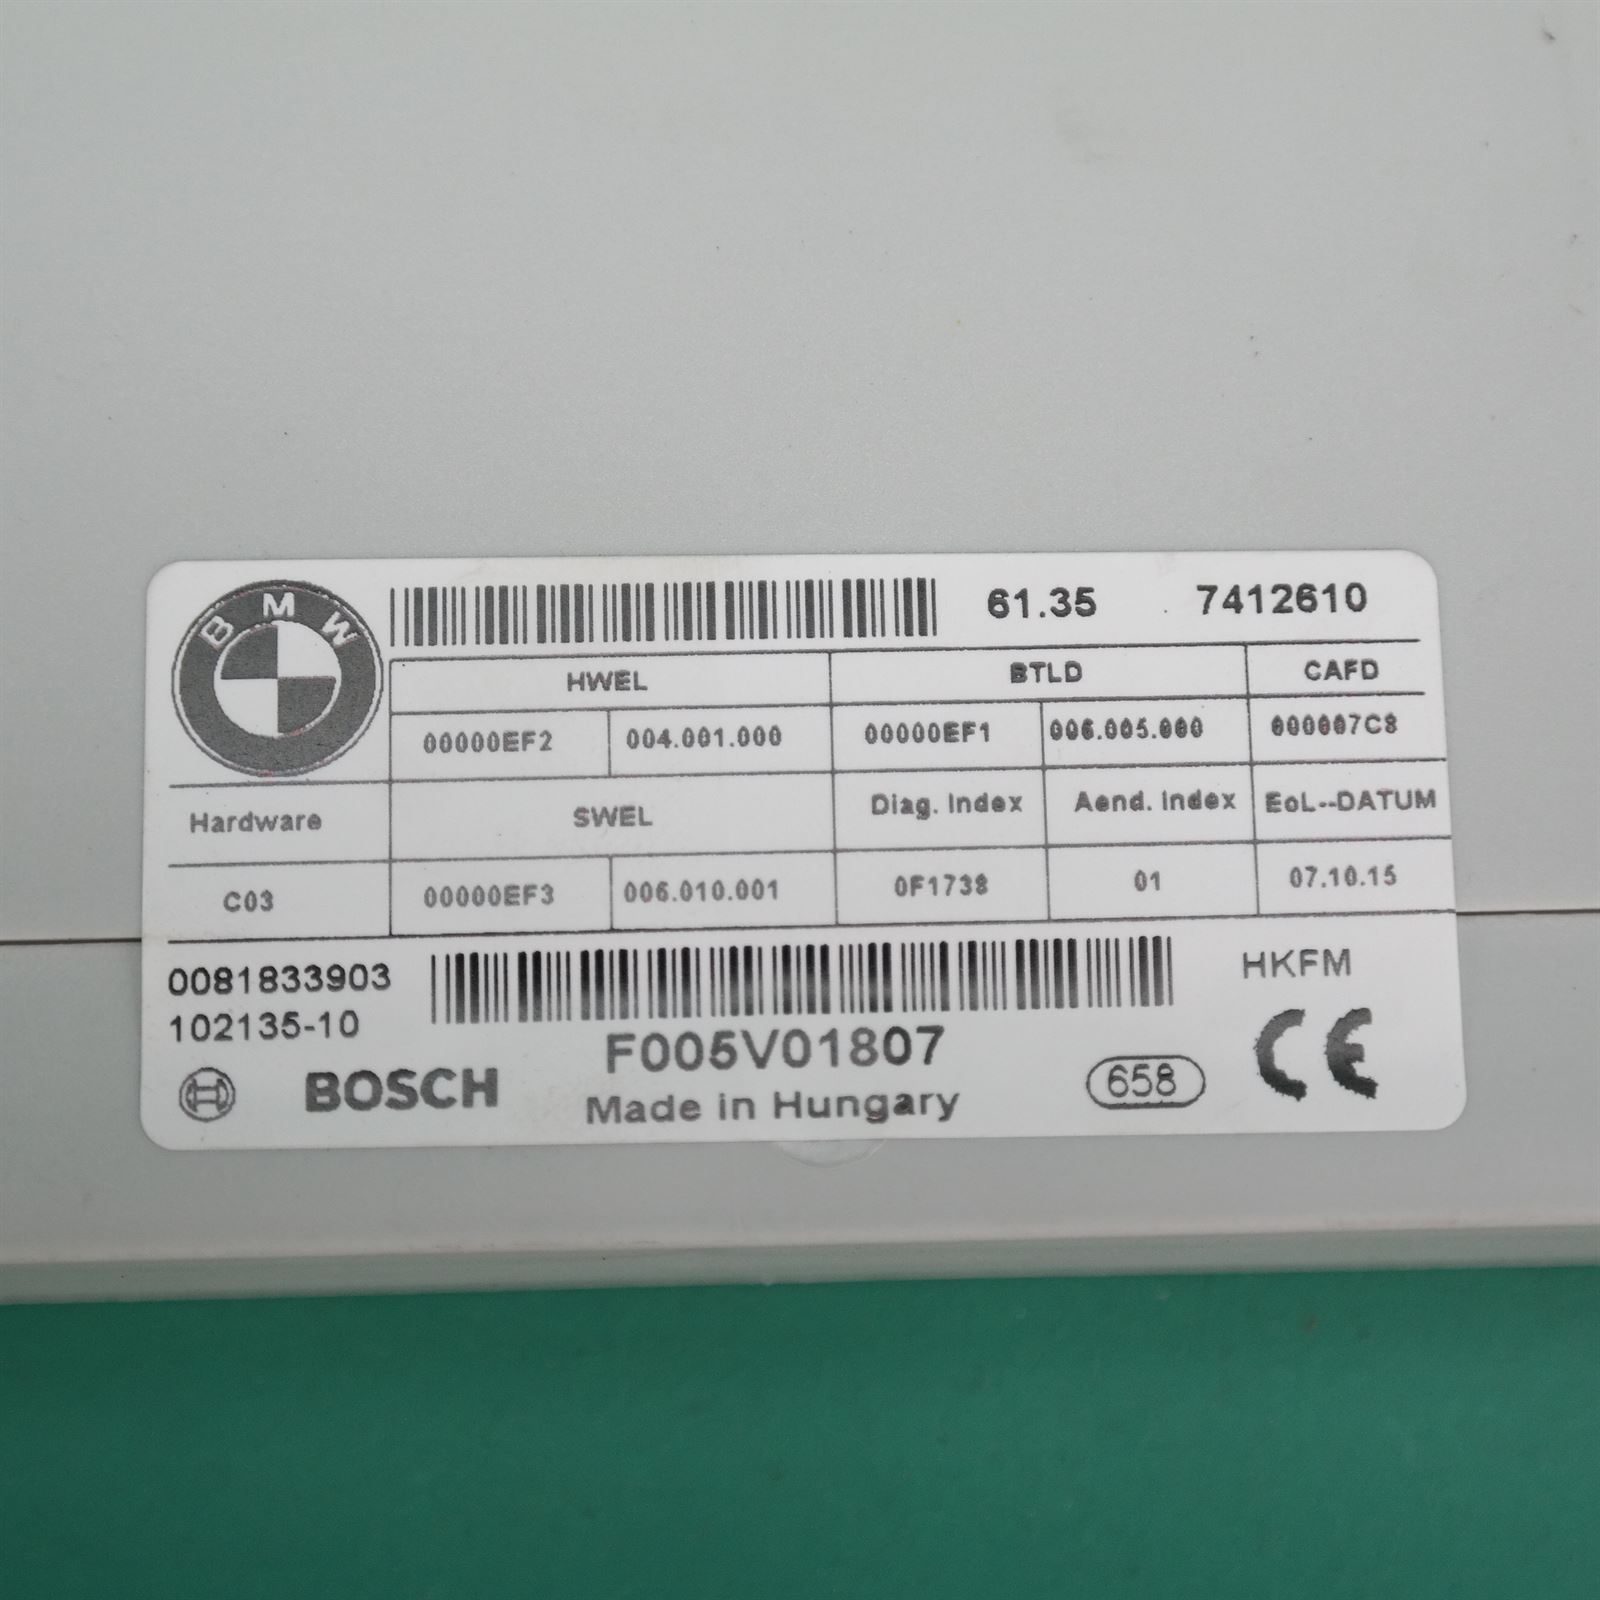 BMW
61.35 7412610
HWEL BTLD CAFD
00000EF2 004.001.000 00000EF1 006.005.000 000007C8
Hardware SWEL Diag. Index Aend. Index EoL--DATUM
C03 00000EF3 006.010.001 0F1738 01 07.10.15
0081833903 HKFM
102135-10
F005V01807
BOSCH Made in Hungary 658 CE